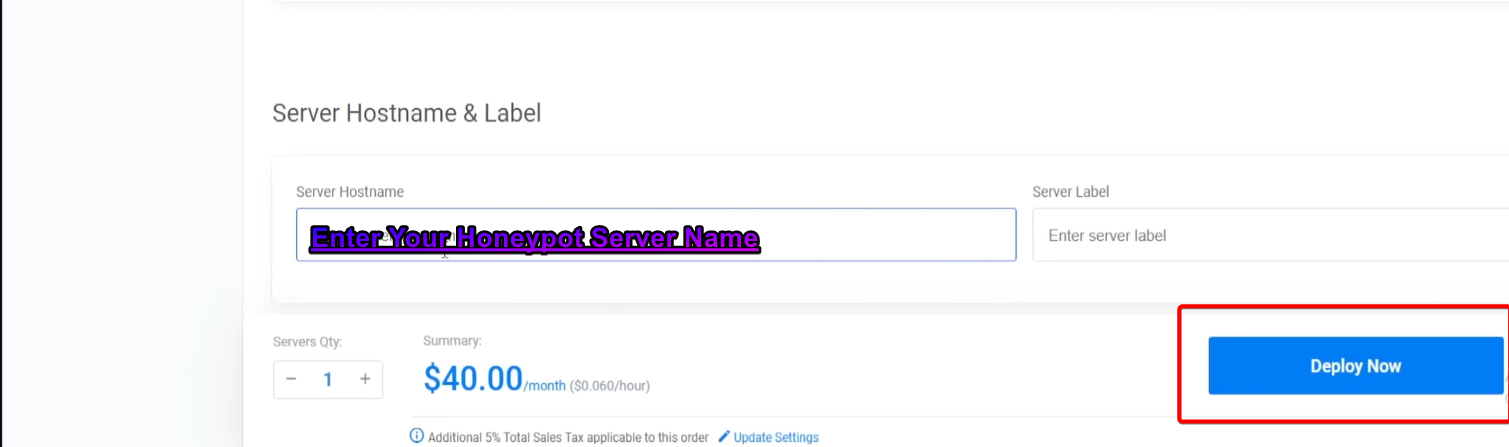 Server Hostname & Label
Server Hostname
Server Label
Enter Your Honeypot Server Name
Enter server label
Servers Qty:
Summary:
− 1 +
$40.00/month ($0.060/hour)
Deploy Now
Additional 5% Total Sales Tax applicable to this order Update Settings